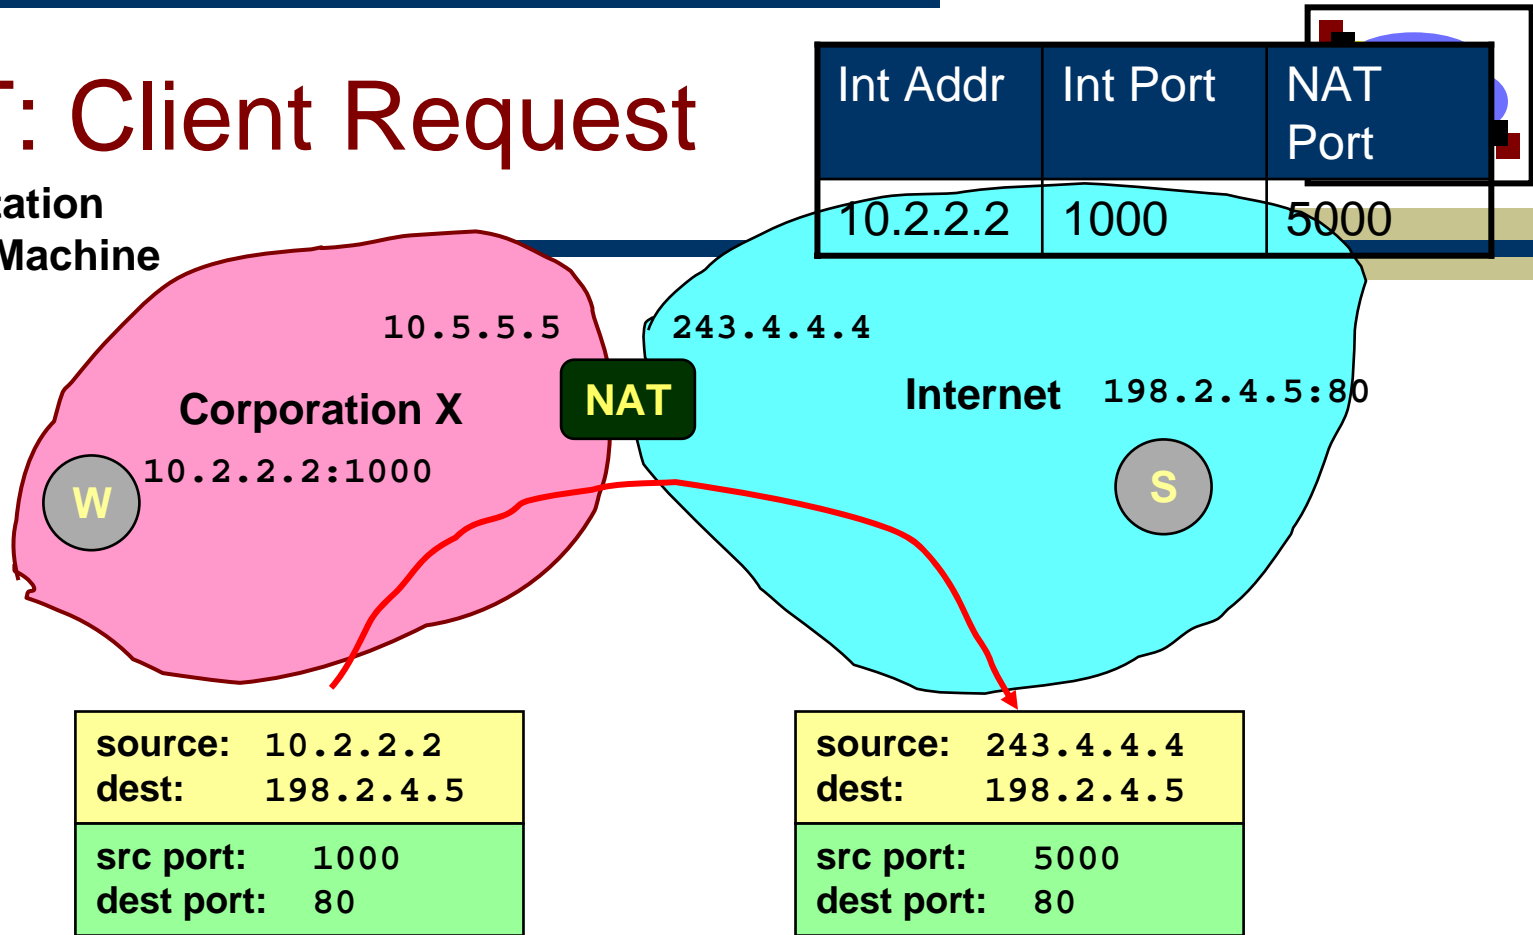 T: Client Request
tation
Machine
Int Addr Int Port NAT
Port
10.2.2.2 1000 5000
10.5.5.5 243.4.4.4
Corporation X NAT Internet 198.2.4.5:80
10.2.2.2:1000
W S
source: 10.2.2.2
dest: 198.2.4.5
src port: 1000
dest port: 80
source: 243.4.4.4
dest: 198.2.4.5
src port: 5000
dest port: 80